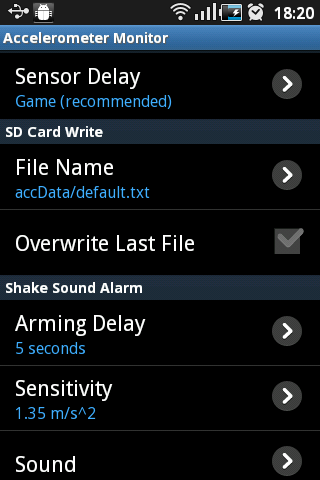 18:20
Accelerometer Monitor
Sensor Delay
Game (recommended)
SD Card Write
File Name
accData/default.txt
Overwrite Last File
Shake Sound Alarm
Arming Delay
5 seconds
Sensitivity
1.35 m/s^2
Sound